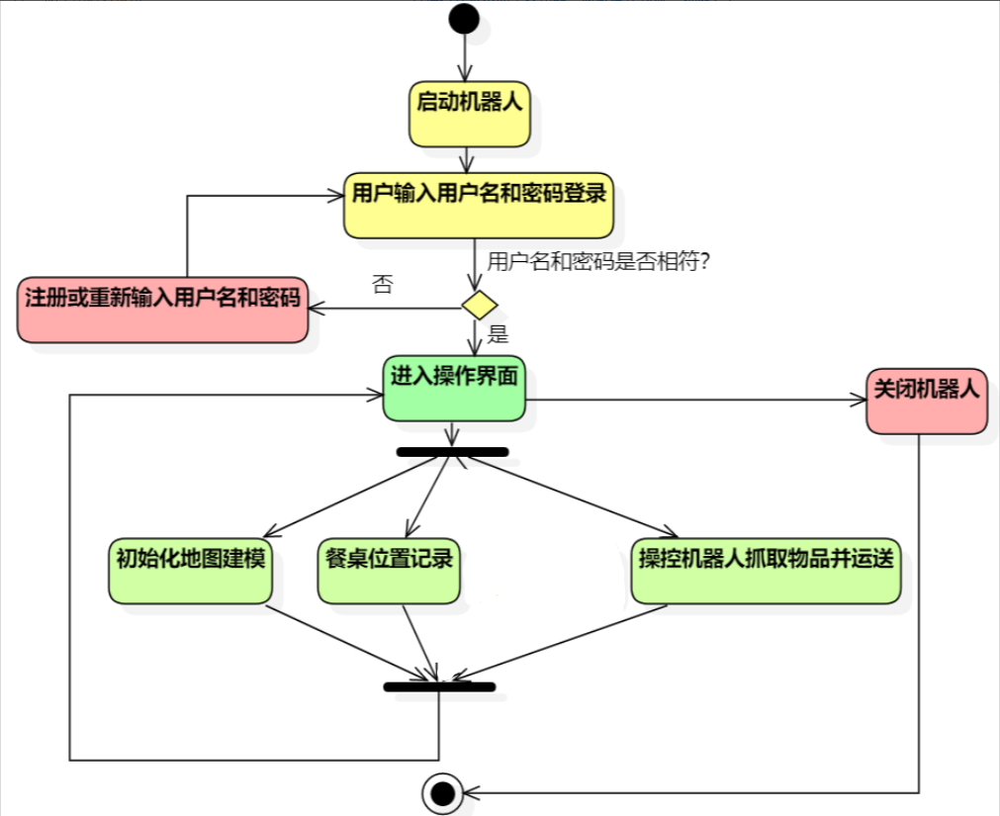 启动机器人
用户输入用户名和密码登录
用户名和密码是否相符?
否
注册或重新输入用户名和密码
是
进入操作界面
关闭机器人
初始化地图建模
餐桌位置记录
操控机器人抓取物品并运送